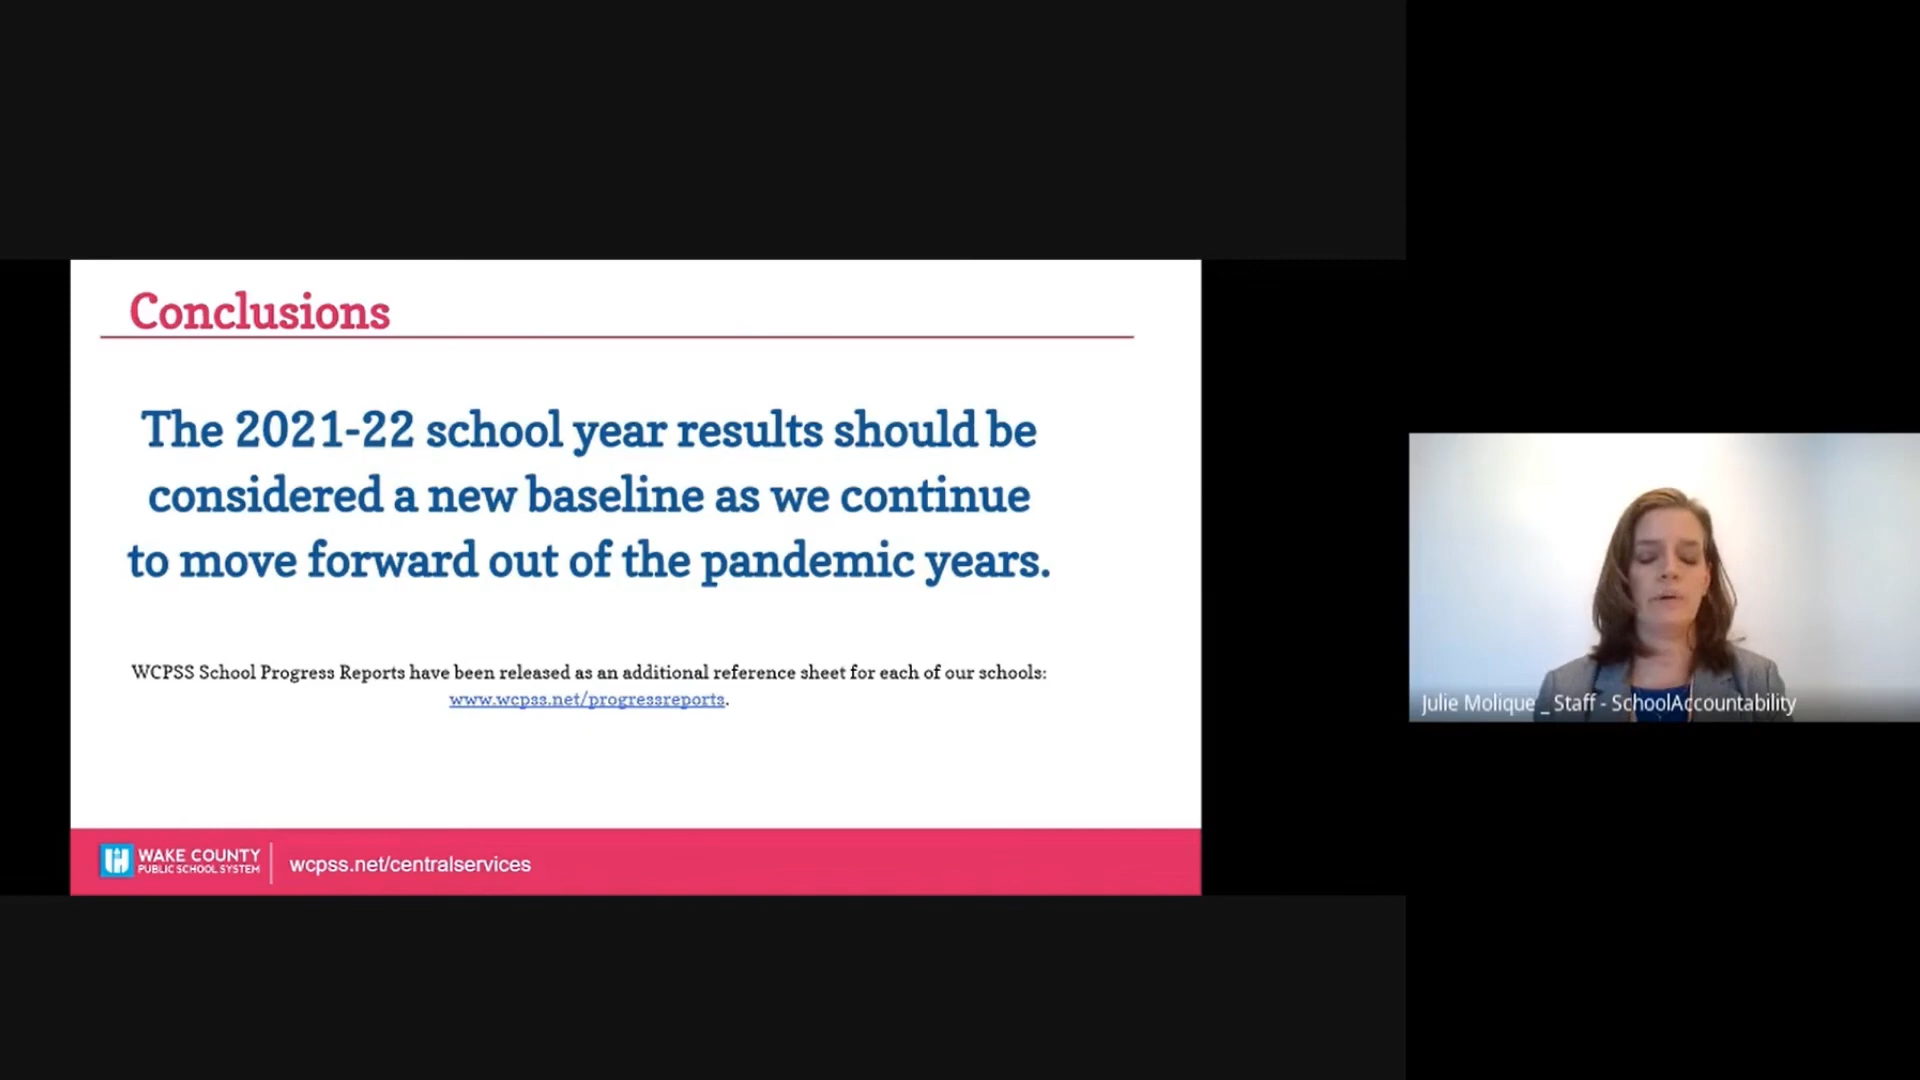 Conclusions
The 2021-22 school year results should be
considered a new baseline as we continue
to move forward out of the pandemic years.
WCPSS School Progress Reports have been released as an additional reference sheet for each of our schools:
www.wcpss.net/progressreports.
WAKE COUNTY
PUBLIC SCHOOL SYSTEM
wcpss.net/centralservices
Julie Molique _ Staff - SchoolAccountability